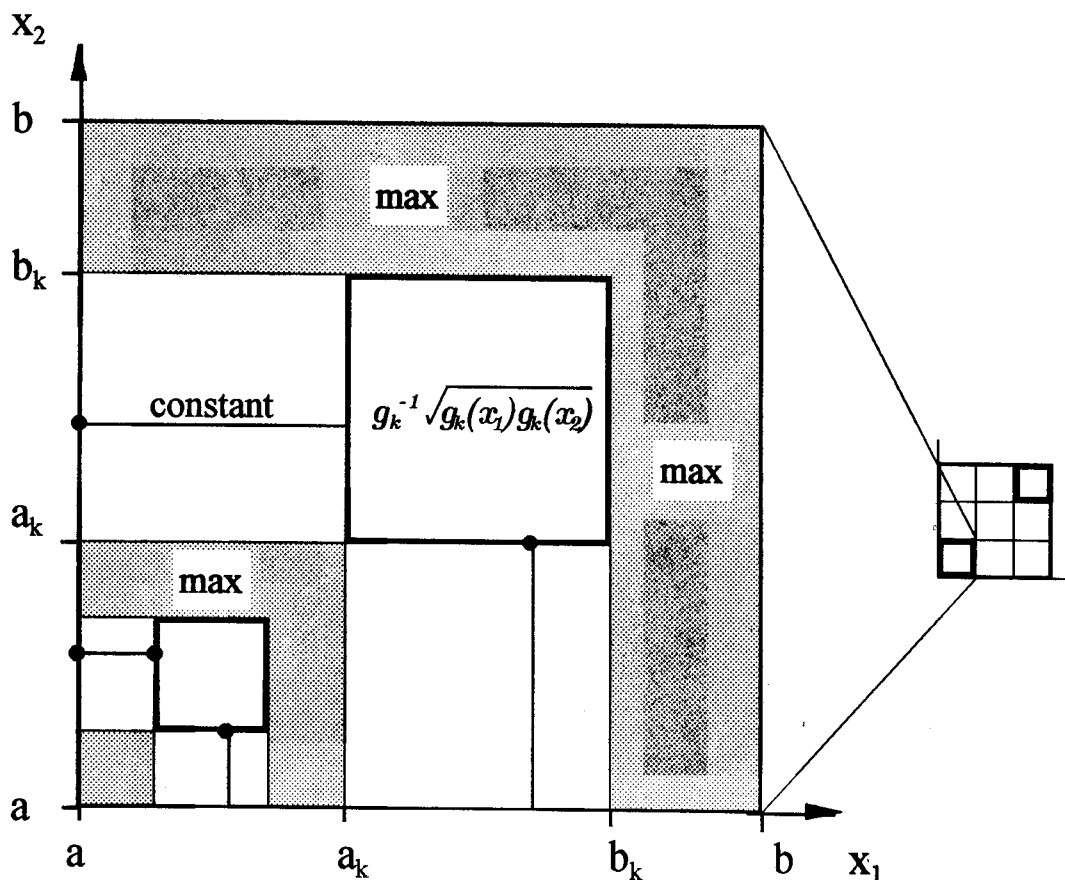 x₂
b
max
bₖ
constant
gₖ⁻¹√gₖ(x₁)gₖ(x₂)
max
aₖ
max
a
a
aₖ
bₖ
b
x₁